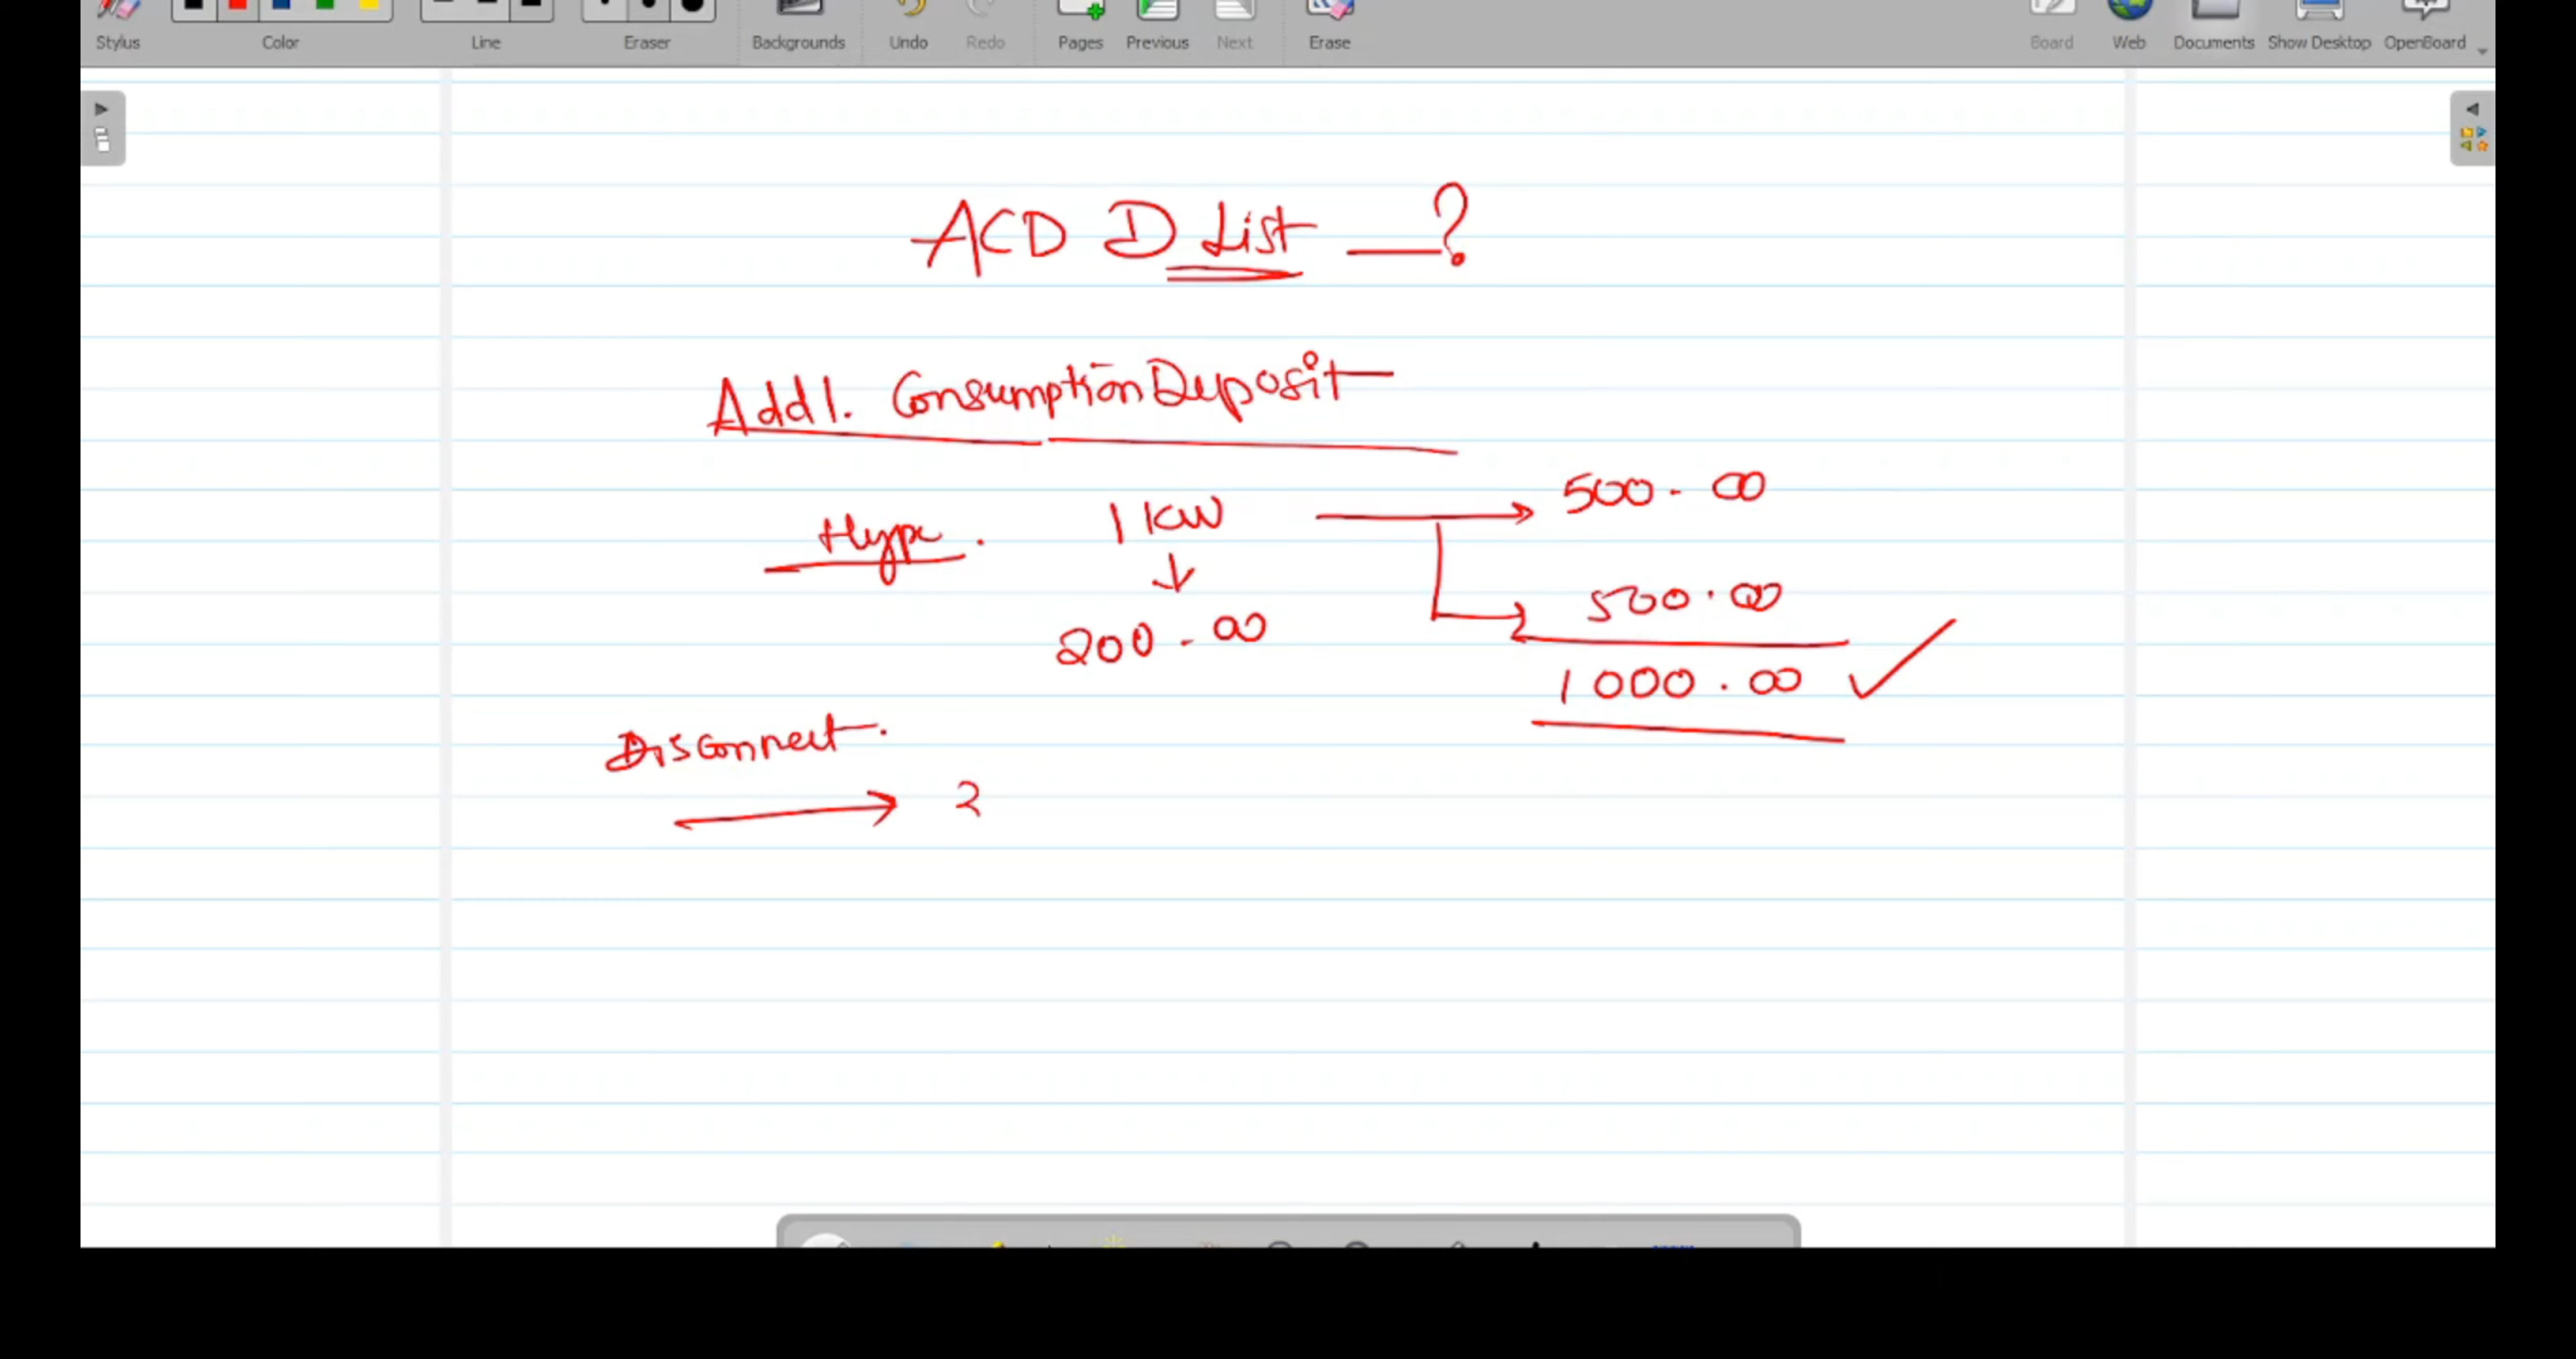 Stylus Color Line Eraser Backgrounds Undo Redo Pages Previous Next Erase Board Web Documents Show Desktop OpenBoard
ACD D List __?
Addl. Consumption Deposit
Hype. 1 KW → 500.00
↓
200.00
500.00
1000.00 ✓
Disconnect.
→ 2